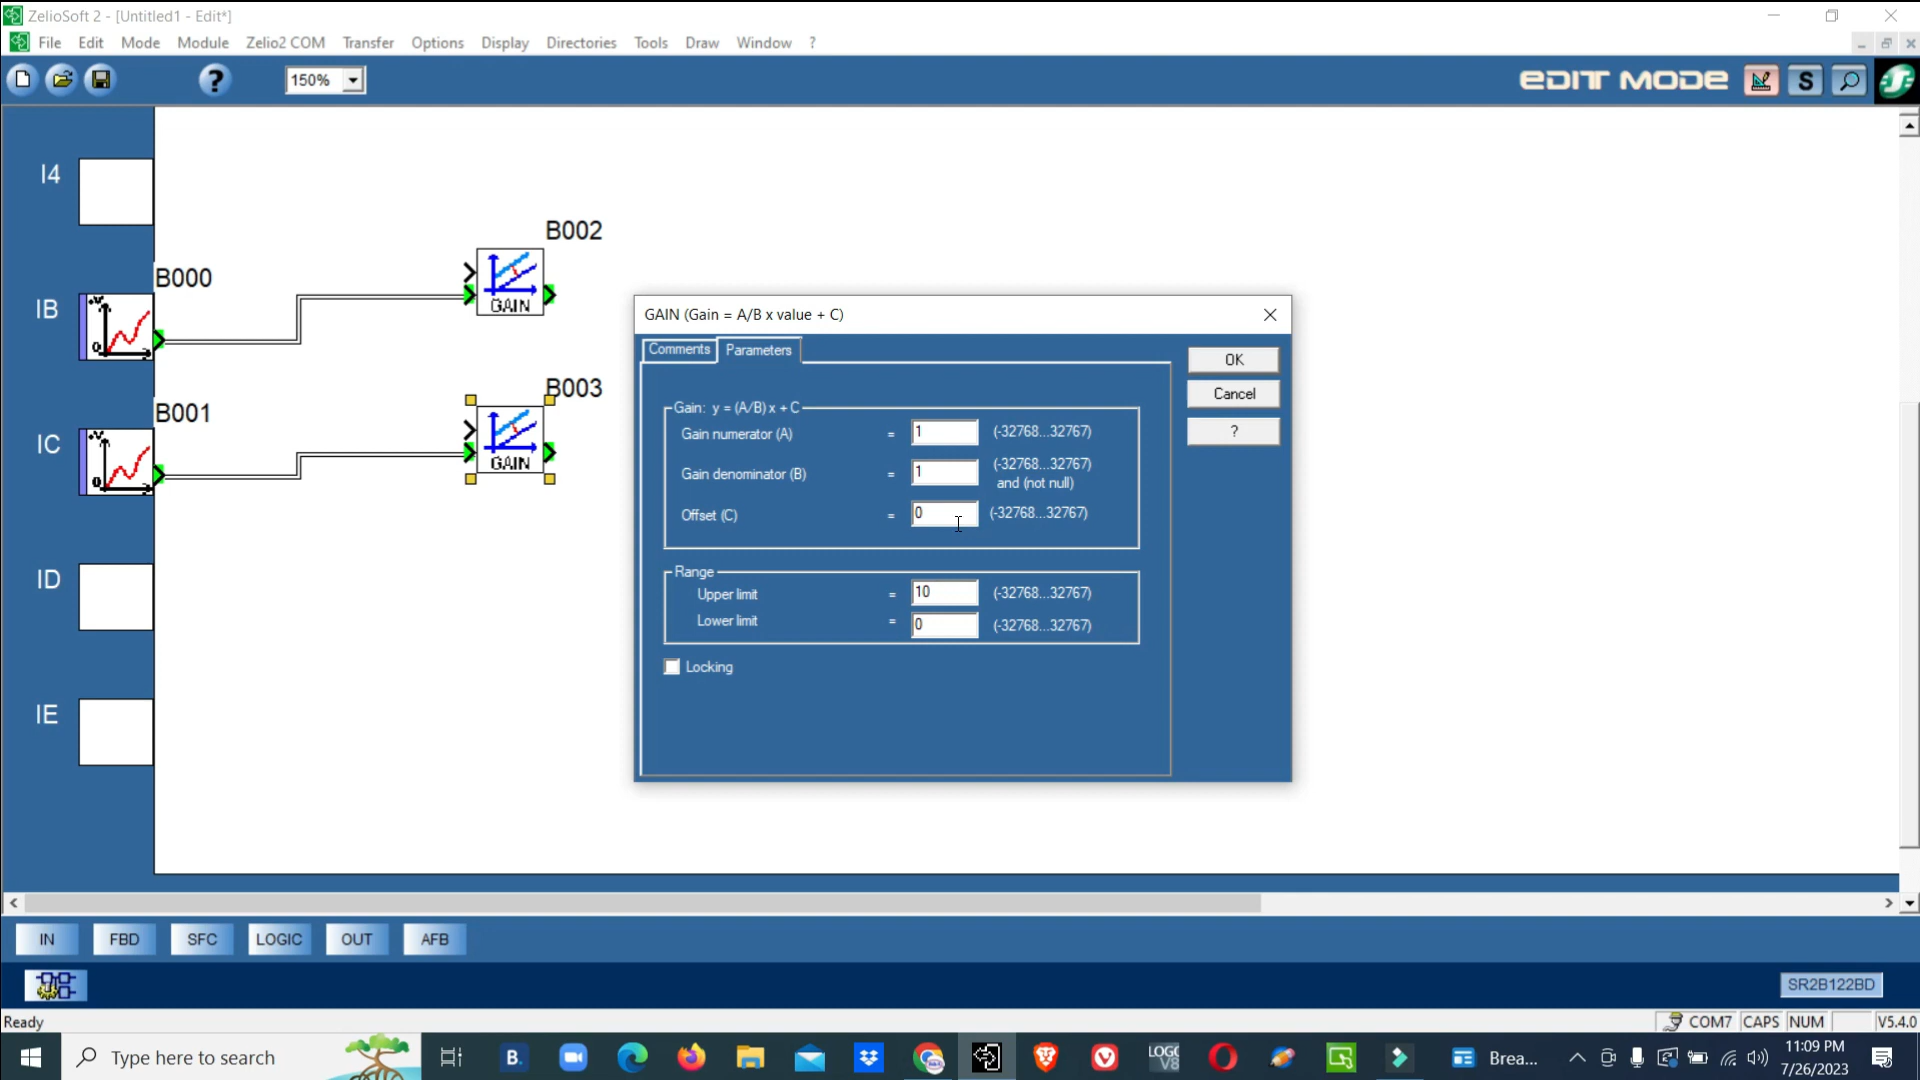 ZelioSoft 2 - [Untitled1 - Edit*]
File Edit Mode Module Zelio2 COM Transfer Options Display Directories Tools Draw Window ?
? 150% EDIT MODE S
I4
B002
B000
GAIN
IB
+V
0
GAIN (Gain = A/B x value + C)
Comments Parameters
OK
Cancel
?
Gain: y = (A/B) x + C
Gain numerator (A) = 1 (-32768...32767)
Gain denominator (B) = 1 (-32768...32767)
and (not null)
Offset (C) = 0 (-32768...32767)
Range
Upper limit = 10 (-32768...32767)
Lower limit = 0 (-32768...32767)
Locking
B003
B001
GAIN
IC
+V
0
ID
IE
IN FBD SFC LOGIC OUT AFB
SR2B122BD
Ready COM7 CAPS NUM V5.4.0
Type here to search B. LOGO V8 Brea... 11:09 PM
7/26/2023